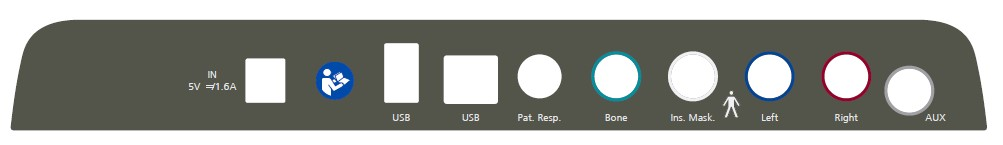 IN
5V ⎓/1.6A
USB
USB
Pat. Resp.
Bone
Ins. Mask.
Left
Right
AUX